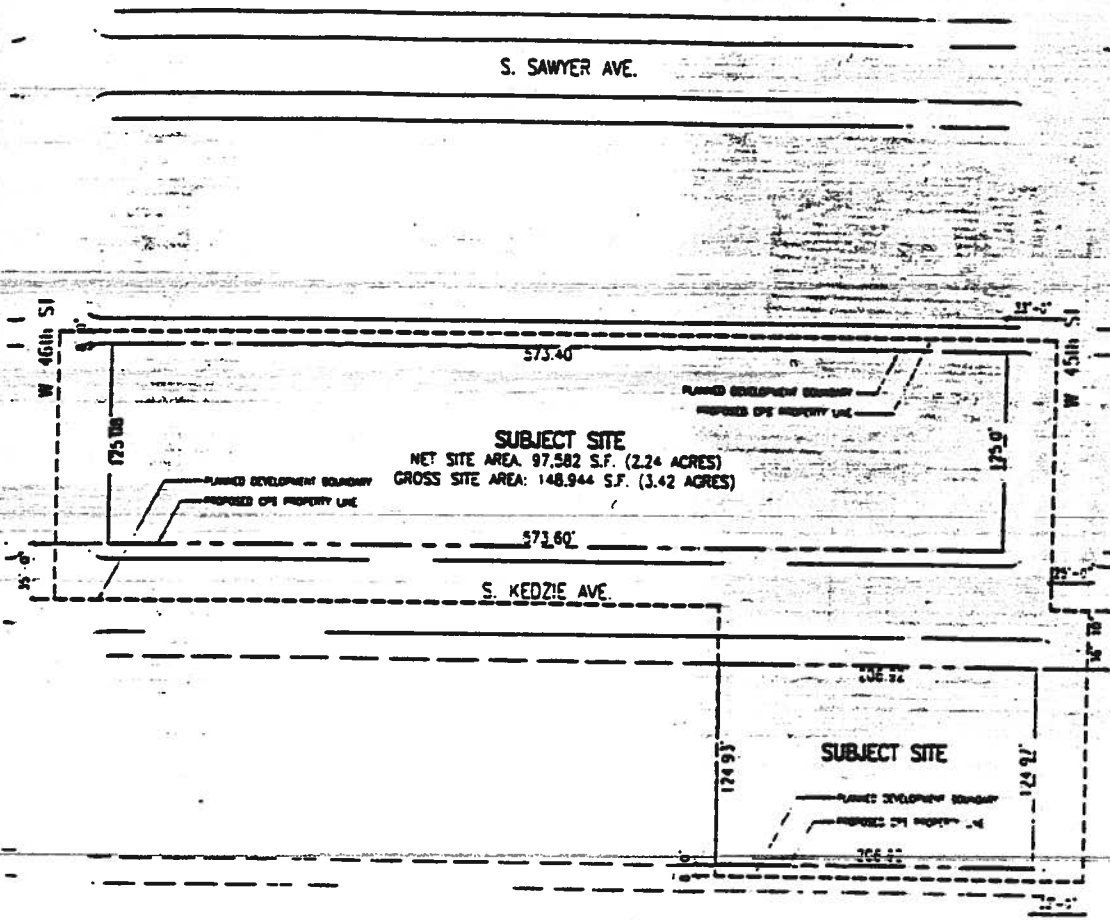 S. SAWYER AVE.
W 46th St
W 45th St
573.40'
PLANNED DEVELOPMENT BOUNDARY
PROPOSED CPS PROPERTY LINE
125.08
125.0'
SUBJECT SITE
NET SITE AREA. 97,582 S.F. (2.24 ACRES)
GROSS SITE AREA: 148,944 S.F. (3.42 ACRES)
PLANNED DEVELOPMENT BOUNDARY
PROPOSED CPS PROPERTY LINE
573.60'
35'-0"
S. KEDZIE AVE.
124.93'
124.92'
SUBJECT SITE
PLANNED DEVELOPMENT BOUNDARY
PROPOSED CPS PROPERTY LINE